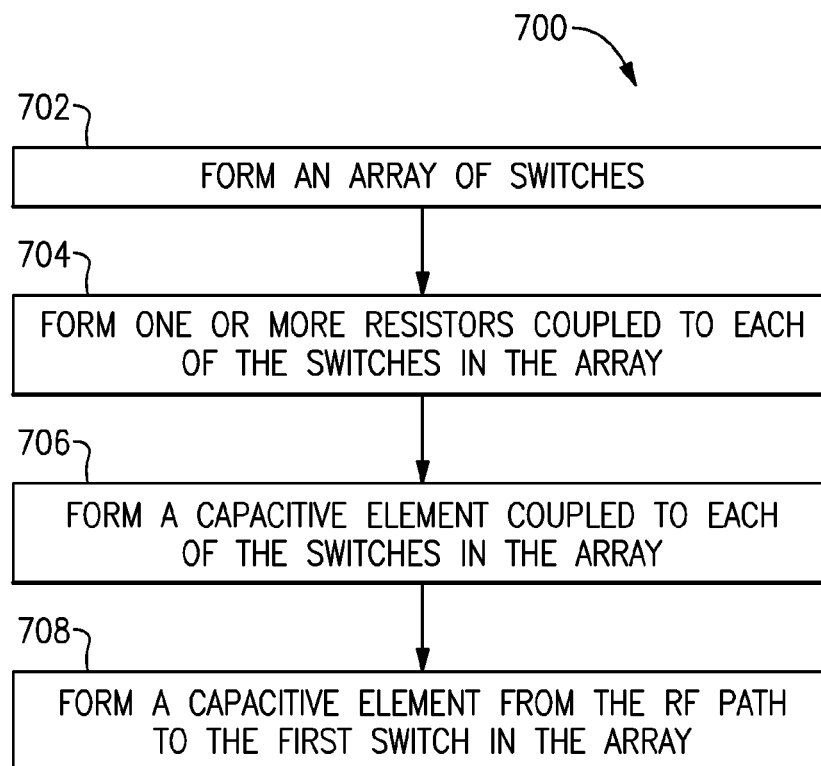 700
702
FORM AN ARRAY OF SWITCHES
704
FORM ONE OR MORE RESISTORS COUPLED TO EACH
OF THE SWITCHES IN THE ARRAY
706
FORM A CAPACITIVE ELEMENT COUPLED TO EACH
OF THE SWITCHES IN THE ARRAY
708
FORM A CAPACITIVE ELEMENT FROM THE RF PATH
TO THE FIRST SWITCH IN THE ARRAY